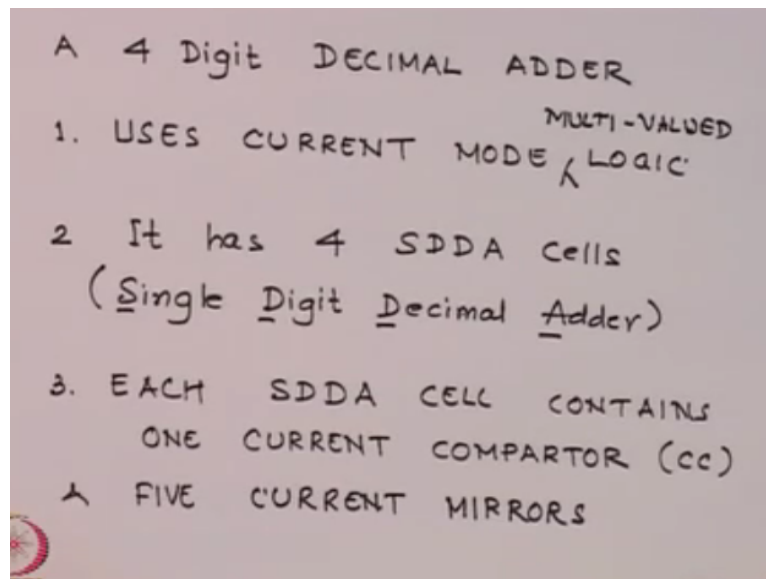 A 4 Digit DECIMAL ADDER
MULTI-VALUED
1. USES CURRENT MODE ⁁ LOGIC
2 It has 4 SDDA cells
(Single Digit Decimal Adder)
3. EACH SDDA CELL CONTAINS
ONE CURRENT COMPARTOR (CC)
& FIVE CURRENT MIRRORS